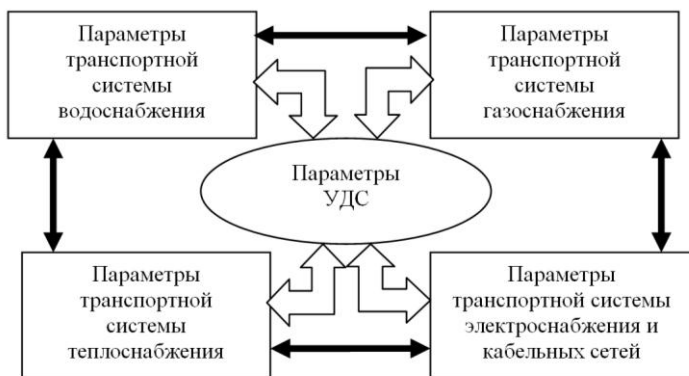 Параметры
транспортной
системы
водоснабжения
Параметры
транспортной
системы
газоснабжения
Параметры
УДС
Параметры
транспортной
системы
теплоснабжения
Параметры
транспортной системы
электроснабжения и
кабельных сетей